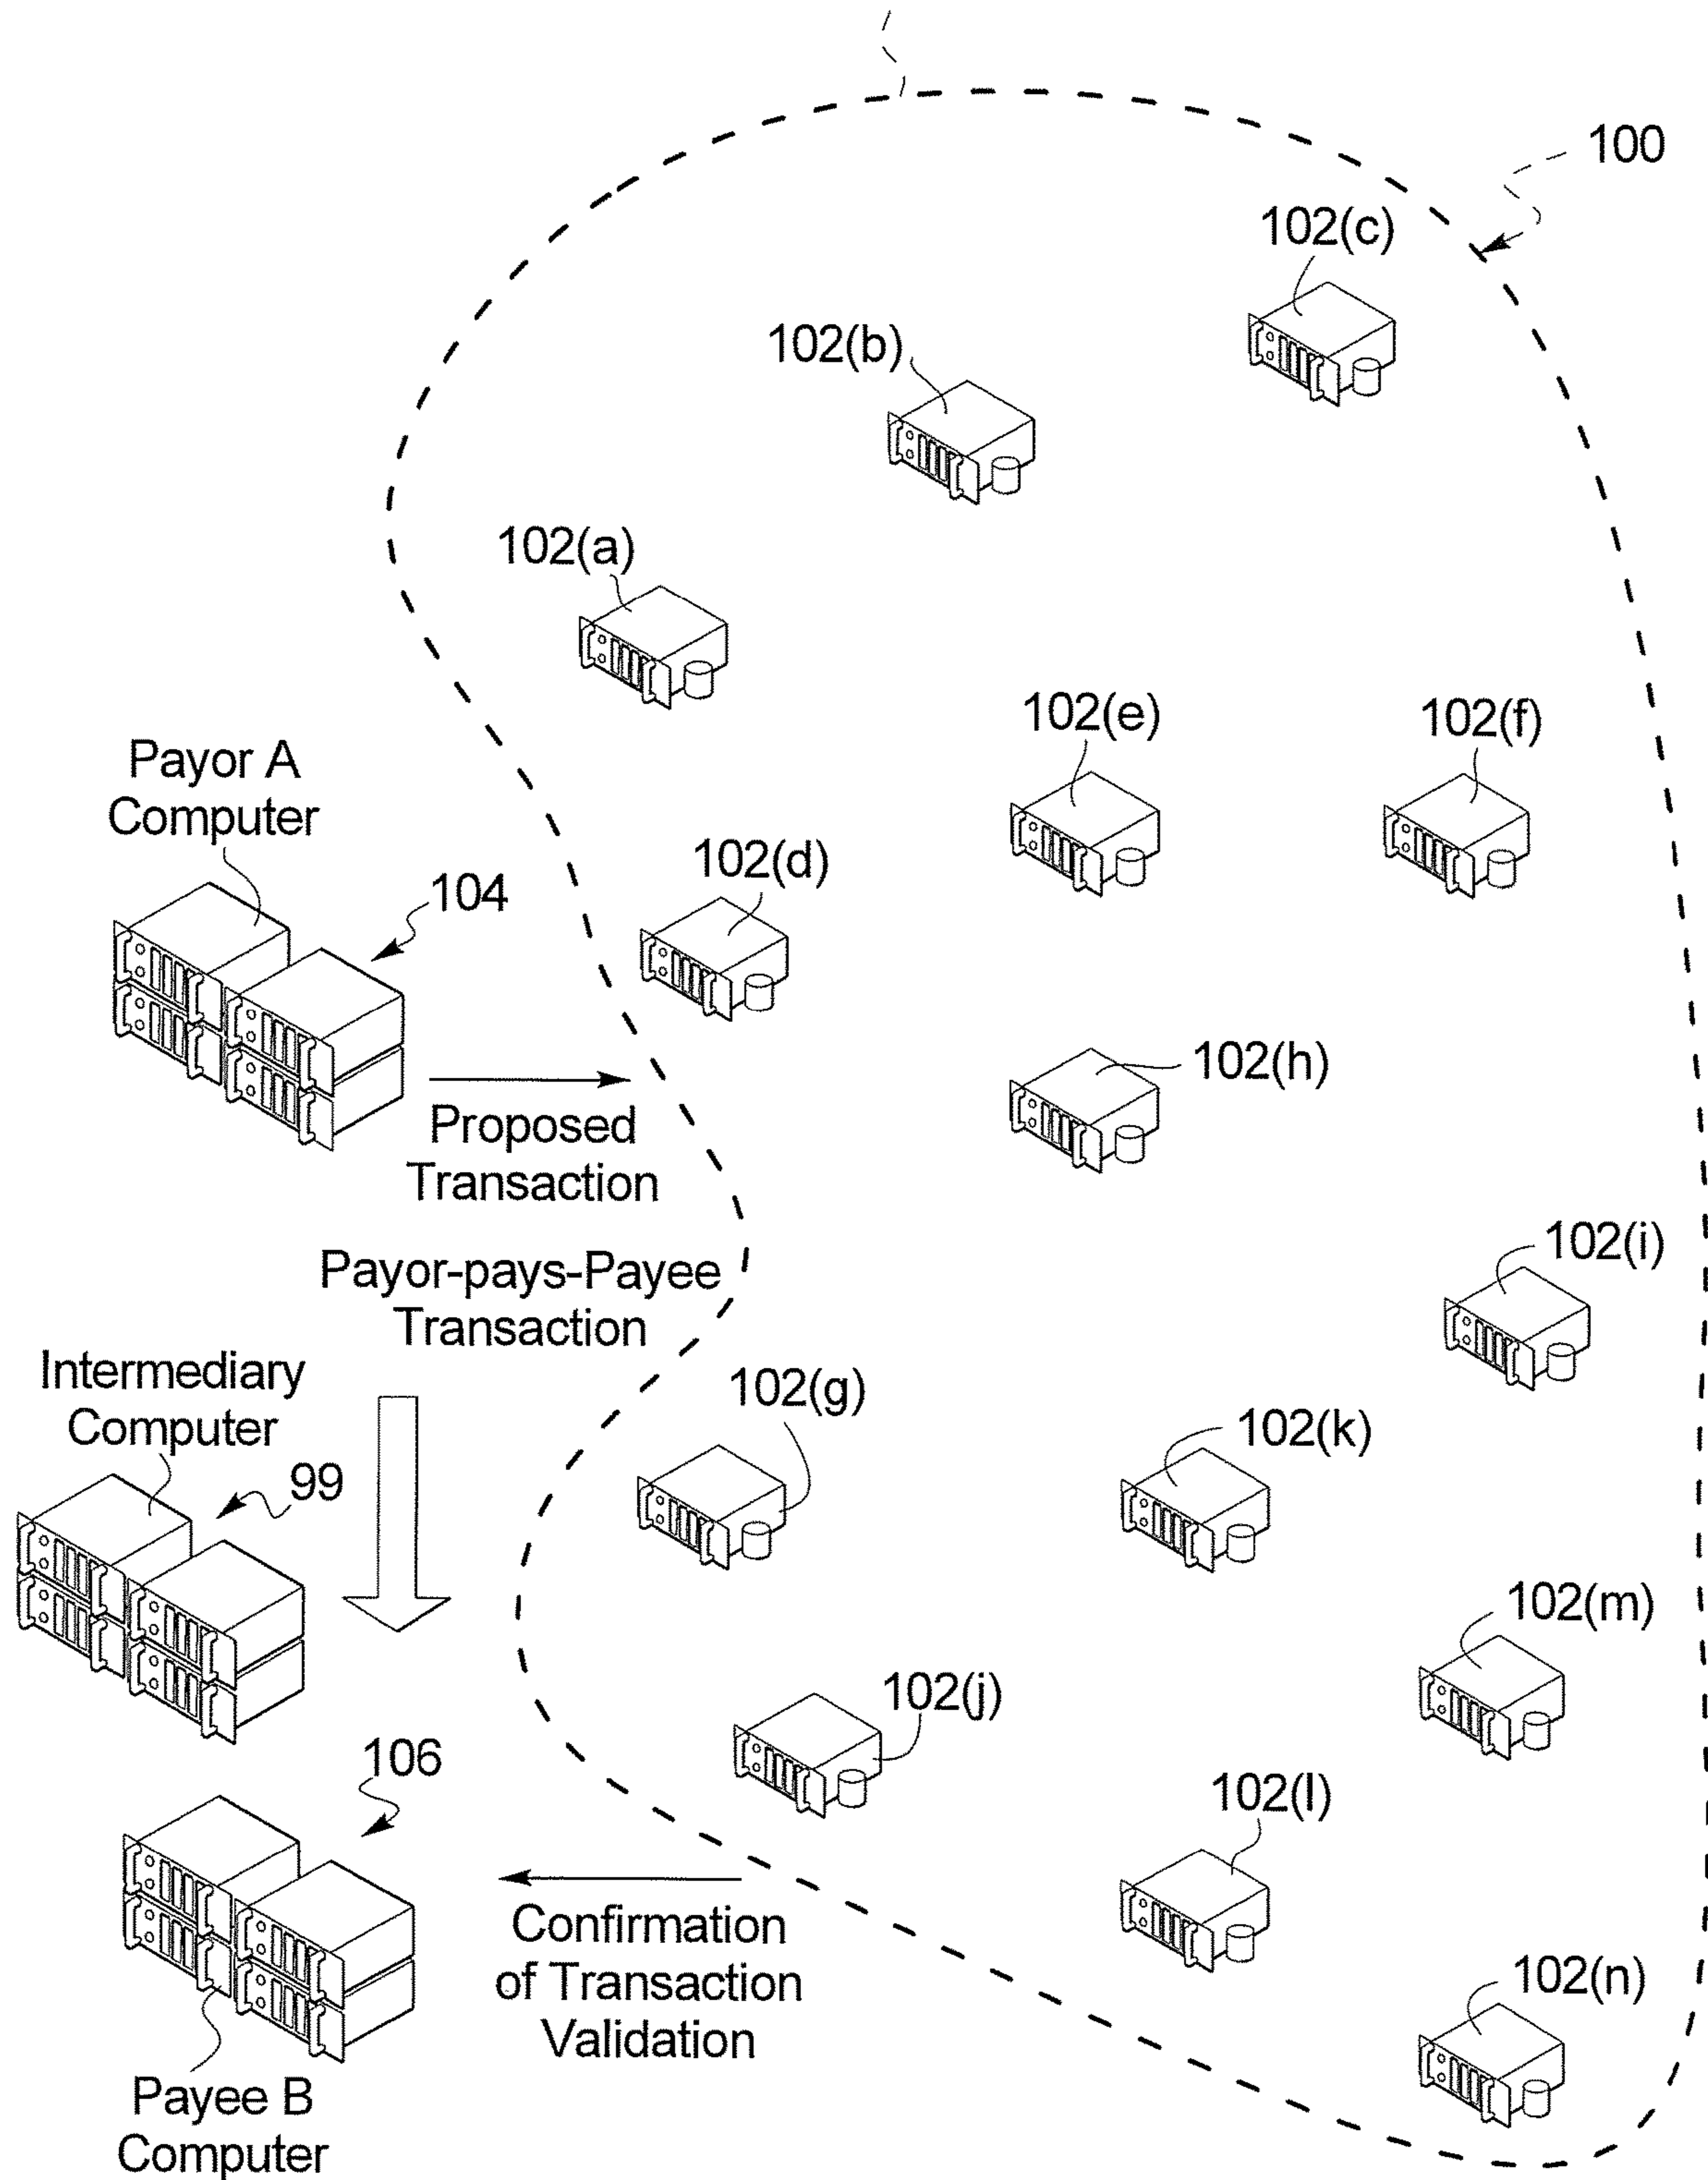 100
102(c)
102(b)
102(a)
102(e)
102(f)
Payor A
Computer
102(d)
104
102(h)
Proposed
Transaction
102(i)
Payor-pays-Payee
Transaction
Intermediary
Computer
102(g)
102(k)
99
102(m)
102(j)
106
102(l)
Confirmation
of Transaction
Validation
102(n)
Payee B
Computer